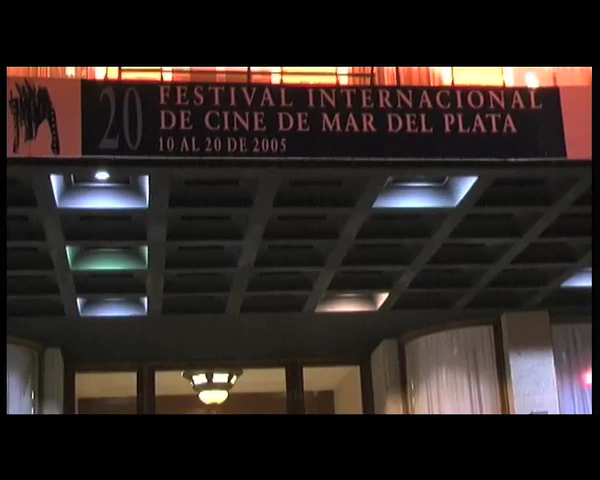 20 FESTIVAL INTERNACIONAL
DE CINE DE MAR DEL PLATA
10 AL 20 DE 2005